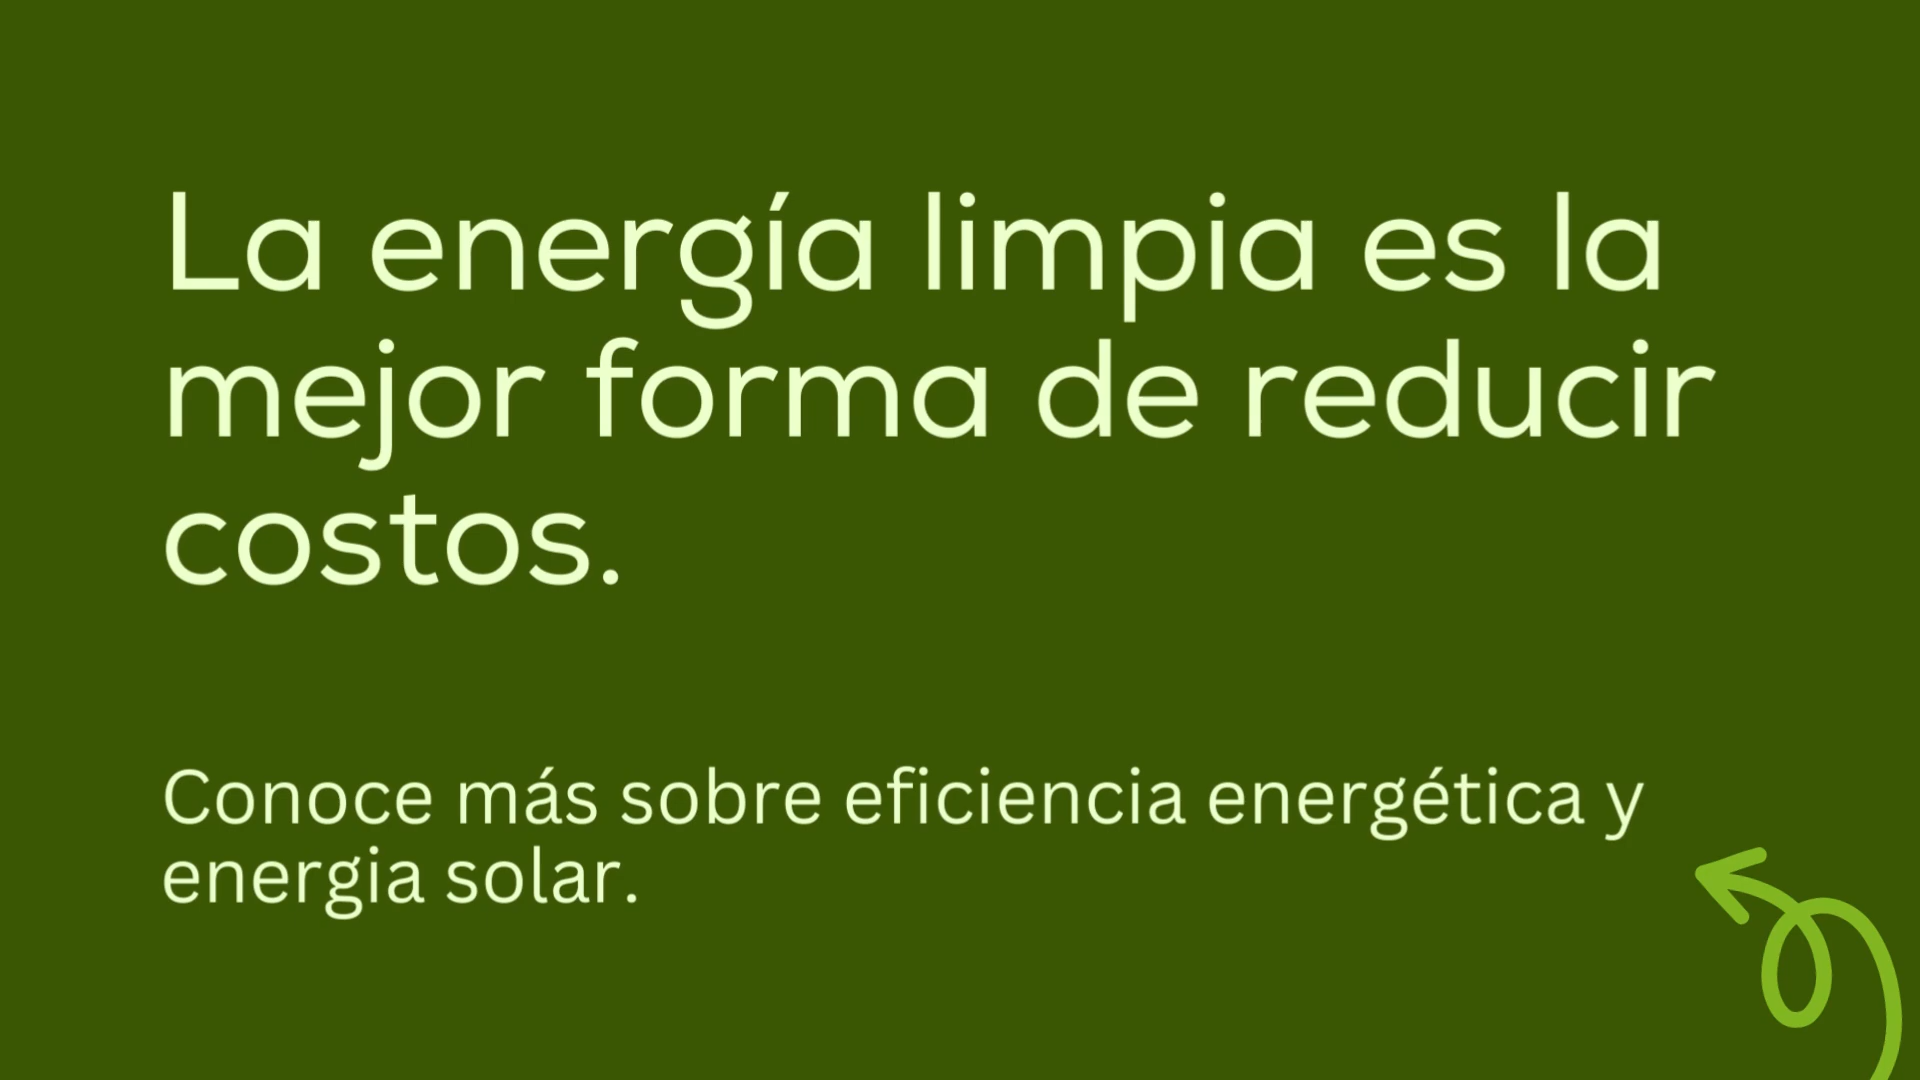 La energía limpia es la
mejor forma de reducir
costos.
Conoce más sobre eficiencia energética y
energia solar.